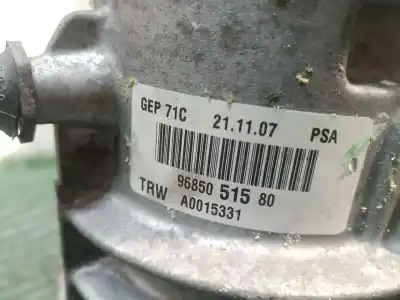 GEP 71C 21.11.07 PSA
96850 515 80
TRW A0015331